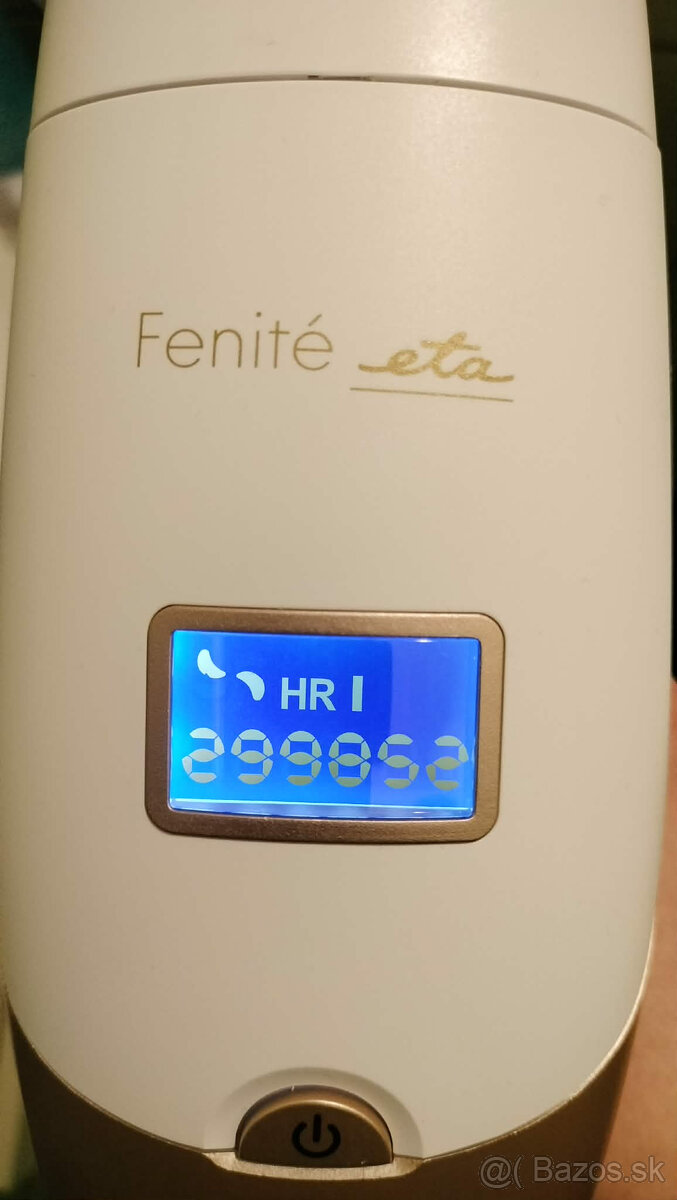 Fenité eta
HR I
299852
@( Bazos.sk